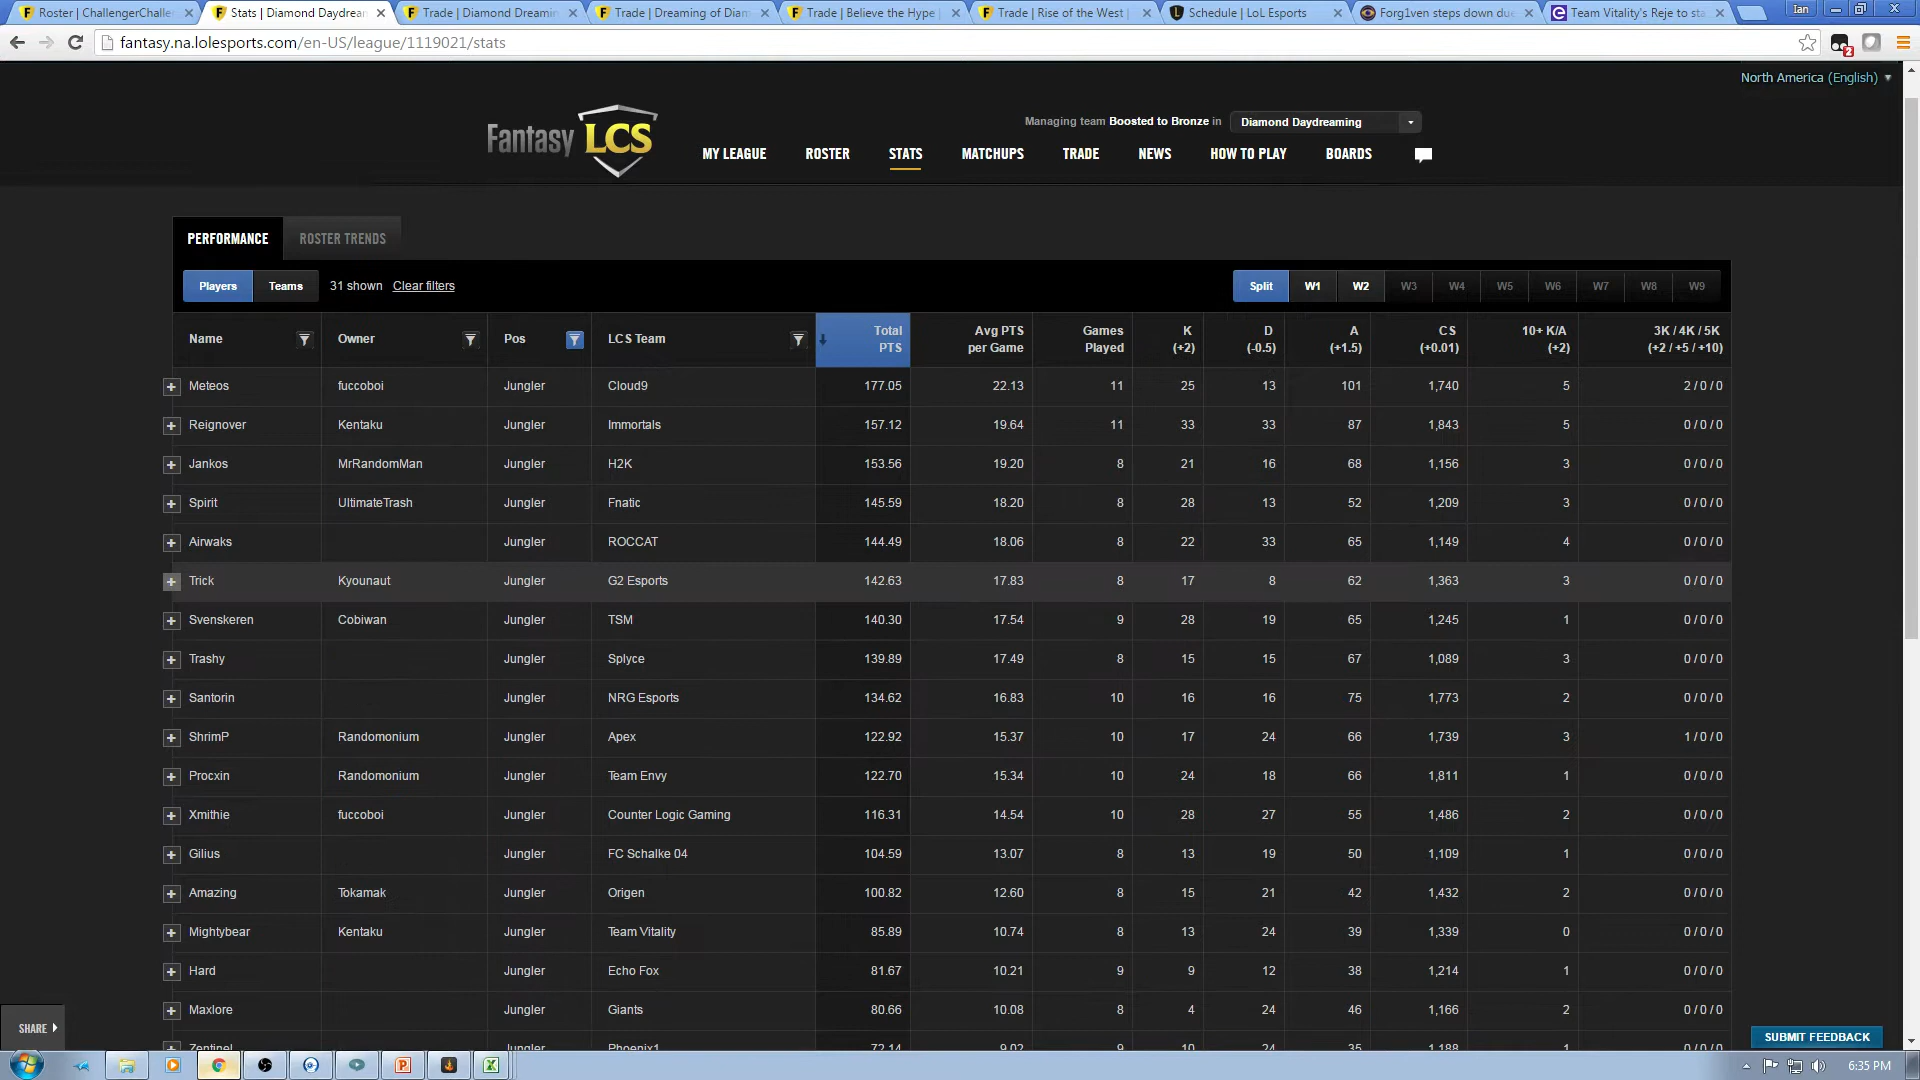 Roster | ChallengerChalle
Stats | Diamond Daydrear
Trade | Diamond Dreamin
Trade | Dreaming of Dian
Trade | Believe the Hype |
Trade | Rise of the West |
Schedule | LoL Esports
Forg1ven steps down due
Team Vitality's Reje to sta
Ian
fantasy.na.lolesports.com/en-US/league/1119021/stats
2
North America (English)
Fantasy LCS
Managing team Boosted to Bronze in Diamond Daydreaming
MY LEAGUE ROSTER STATS MATCHUPS TRADE NEWS HOW TO PLAY BOARDS
PERFORMANCE ROSTER TRENDS
Players Teams 31 shown Clear filters Split W1 W2 W3 W4 W5 W6 W7 W8 W9
Name Owner Pos LCS Team Total PTS Avg PTS per Game Games Played K (+2) D (-0.5) A (+1.5) CS (+0.01) 10+ K/A (+2) 3K / 4K / 5K (+2 / +5 / +10)
Meteos fuccoboi Jungler Cloud9 177.05 22.13 11 25 13 101 1,740 5 2 / 0 / 0
Reignover Kentaku Jungler Immortals 157.12 19.64 11 33 33 87 1,843 5 0 / 0 / 0
Jankos MrRandomMan Jungler H2K 153.56 19.20 8 21 16 68 1,156 3 0 / 0 / 0
Spirit UltimateTrash Jungler Fnatic 145.59 18.20 8 28 13 52 1,209 3 0 / 0 / 0
Airwaks Jungler ROCCAT 144.49 18.06 8 22 33 65 1,149 4 0 / 0 / 0
Trick Kyounaut Jungler G2 Esports 142.63 17.83 8 17 8 62 1,363 3 0 / 0 / 0
Svenskeren Cobiwan Jungler TSM 140.30 17.54 9 28 19 65 1,245 1 0 / 0 / 0
Trashy Jungler Splyce 139.89 17.49 8 15 15 67 1,089 3 0 / 0 / 0
Santorin Jungler NRG Esports 134.62 16.83 10 16 16 75 1,773 2 0 / 0 / 0
ShrimP Randomonium Jungler Apex 122.92 15.37 10 17 24 66 1,739 3 1 / 0 / 0
Procxin Randomonium Jungler Team Envy 122.70 15.34 10 24 18 66 1,811 1 0 / 0 / 0
Xmithie fuccoboi Jungler Counter Logic Gaming 116.31 14.54 10 28 27 55 1,486 2 0 / 0 / 0
Gilius Jungler FC Schalke 04 104.59 13.07 8 13 19 50 1,109 1 0 / 0 / 0
Amazing Tokamak Jungler Origen 100.82 12.60 8 15 21 42 1,432 2 0 / 0 / 0
Mightybear Kentaku Jungler Team Vitality 85.89 10.74 8 13 24 39 1,339 0 0 / 0 / 0
Hard Jungler Echo Fox 81.67 10.21 9 9 12 38 1,214 1 0 / 0 / 0
Maxlore Jungler Giants 80.66 10.08 8 4 24 46 1,166 2 0 / 0 / 0
Zentinel Jungler Phoenix1 72.14 9.02 9 10 24 35 1,188 1 0 / 0 / 0
SHARE
SUBMIT FEEDBACK
6:35 PM